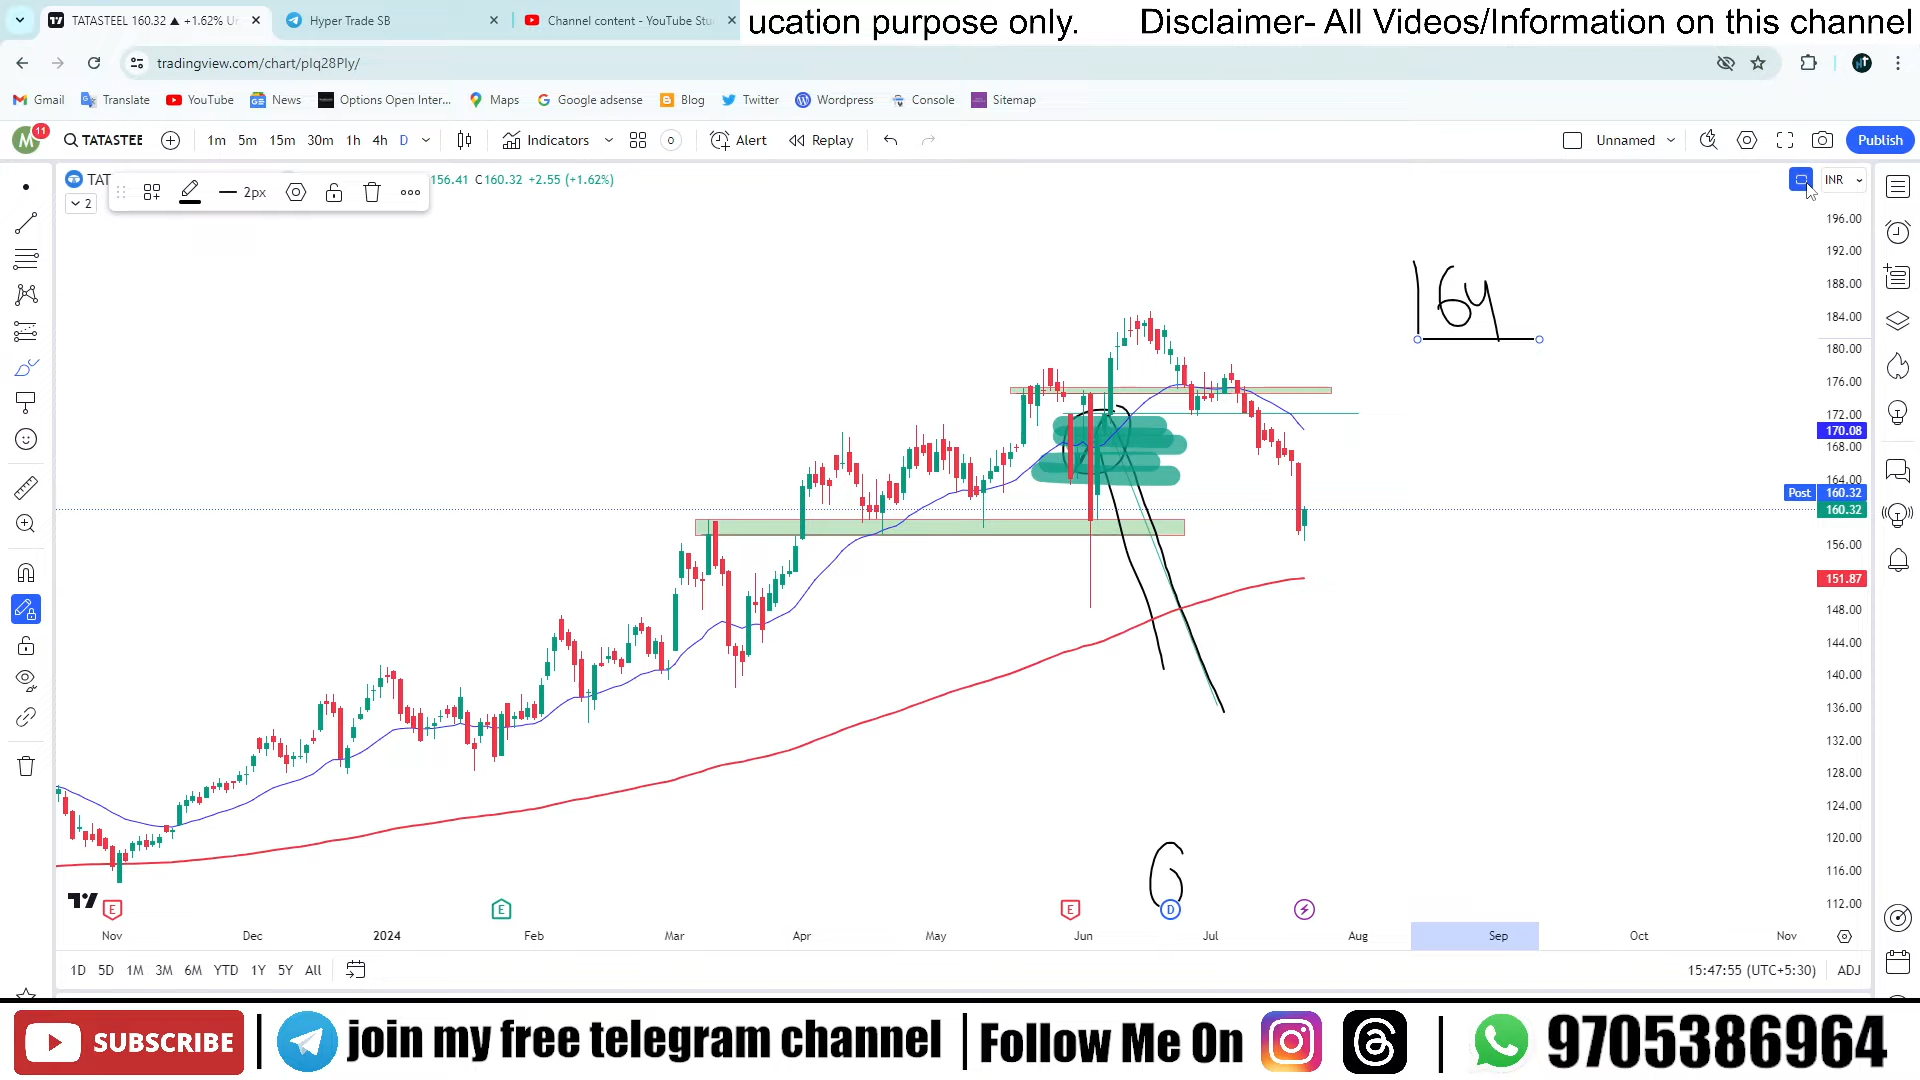 TATASTEEL 160.32 ▲ +1.62% Un
Hyper Trade SB
Channel content - YouTube Stu
ucation purpose only. Disclaimer- All Videos/Information on this channel
tradingview.com/chart/pIq28Ply/
Gmail Translate YouTube News Options Open Inter... Maps Google adsense Blog Twitter Wordpress Console Sitemap
M 11 TATASTEE 1m 5m 15m 30m 1h 4h D Indicators Alert Replay Unnamed Publish
TAT 2px 156.41 C160.32 +2.55 (+1.62%) INR
2
196.00
192.00
188.00
164
184.00
180.00
176.00
172.00
170.08
168.00
164.00
Post 160.32
160.32
156.00
151.87
148.00
144.00
140.00
136.00
132.00
128.00
124.00
120.00
116.00
112.00
E E E D
Nov Dec 2024 Feb Mar Apr May Jun Jul Aug Sep Oct Nov
1D 5D 1M 3M 6M YTD 1Y 5Y All 15:47:55 (UTC+5:30) ADJ
SUBSCRIBE | join my free telegram channel | Follow Me On | 9705386964